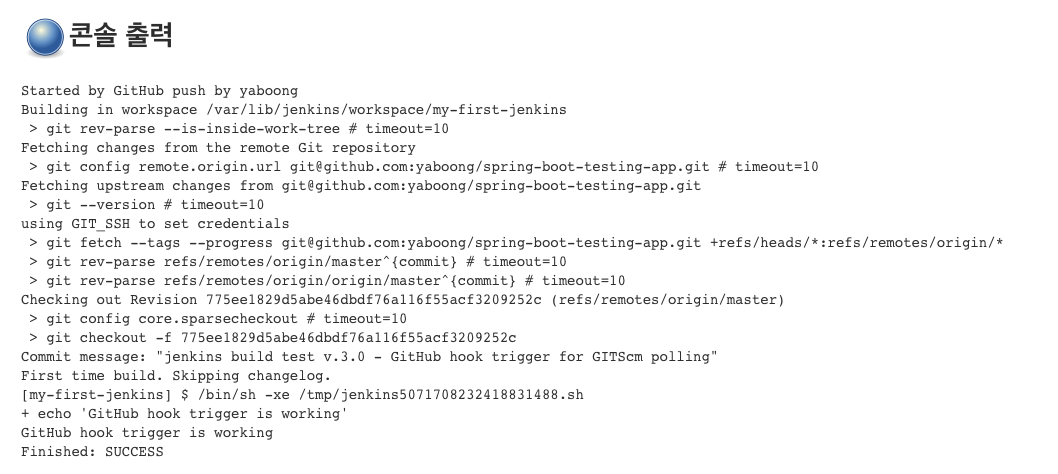 콘솔 출력
Started by GitHub push by yaboong
Building in workspace /var/lib/jenkins/workspace/my-first-jenkins
 > git rev-parse --is-inside-work-tree # timeout=10
Fetching changes from the remote Git repository
 > git config remote.origin.url git@github.com:yaboong/spring-boot-testing-app.git # timeout=10
Fetching upstream changes from git@github.com:yaboong/spring-boot-testing-app.git
 > git --version # timeout=10
using GIT_SSH to set credentials
 > git fetch --tags --progress git@github.com:yaboong/spring-boot-testing-app.git +refs/heads/*:refs/remotes/origin/*
 > git rev-parse refs/remotes/origin/master^{commit} # timeout=10
 > git rev-parse refs/remotes/origin/origin/master^{commit} # timeout=10
Checking out Revision 775ee1829d5abe46dbdf76a116f55acf3209252c (refs/remotes/origin/master)
 > git config core.sparsecheckout # timeout=10
 > git checkout -f 775ee1829d5abe46dbdf76a116f55acf3209252c
Commit message: "jenkins build test v.3.0 - GitHub hook trigger for GITScm polling"
First time build. Skipping changelog.
[my-first-jenkins] $ /bin/sh -xe /tmp/jenkins5071708232418831488.sh
+ echo 'GitHub hook trigger is working'
GitHub hook trigger is working
Finished: SUCCESS